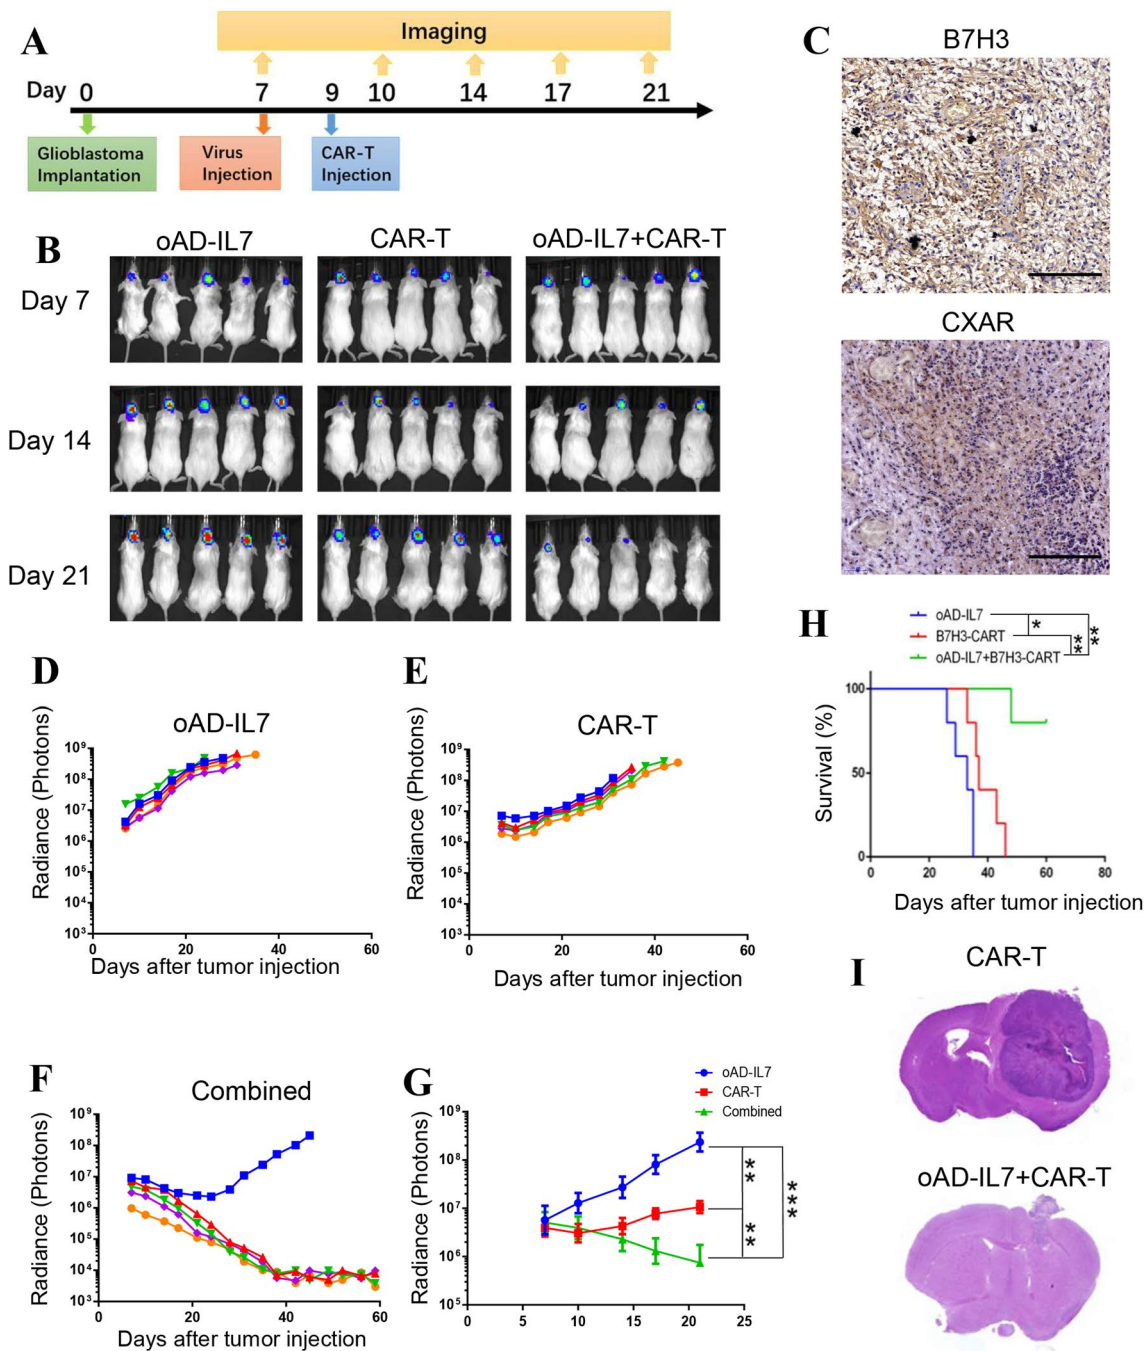 A
Imaging
Day 0 7 9 10 14 17 21
Glioblastoma
Implantation
Virus
Injection
CAR-T
Injection
B
oAD-IL7 CAR-T oAD-IL7+CAR-T
Day 7
Day 14
Day 21
C
B7H3
CXAR
D
oAD-IL7
Radiance (Photons)
10⁹
10⁸
10⁷
10⁶
10⁵
10⁴
10³
0 20 40 60
Days after tumor injection
E
CAR-T
Radiance (Photons)
10⁹
10⁸
10⁷
10⁶
10⁵
10⁴
10³
0 20 40 60
Days after tumor injection
H
oAD-IL7
B7H3-CART
oAD-IL7+B7H3-CART
*
**
**
Survival (%)
100
50
0
0 20 40 60 80
Days after tumor injection
F
Combined
Radiance (Photons)
10⁹
10⁸
10⁷
10⁶
10⁵
10⁴
10³
0 20 40 60
Days after tumor injection
G
oAD-IL7
CAR-T
Combined
Radiance (Photons)
10⁹
10⁸
10⁷
10⁶
10⁵
0 5 10 15 20 25
**
**
***
I
CAR-T
oAD-IL7+CAR-T